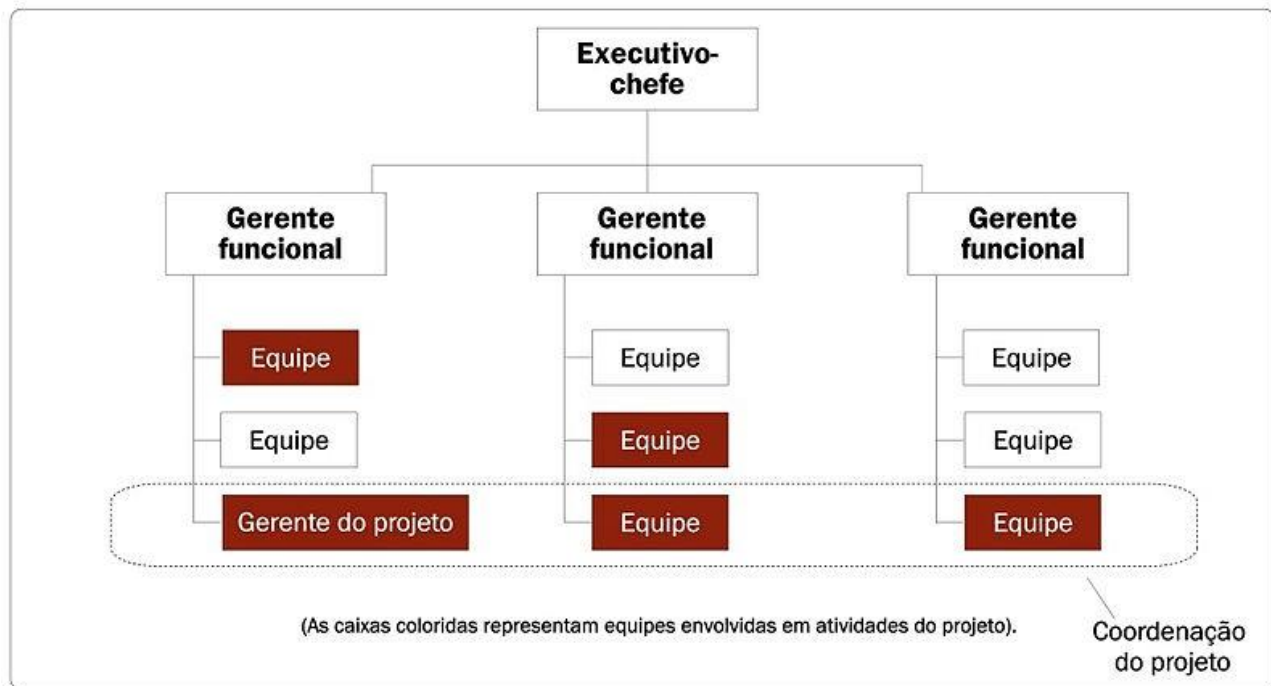 Executivo-
chefe
Gerente
funcional
Gerente
funcional
Gerente
funcional
Equipe
Equipe
Equipe
Equipe
Equipe
Equipe
Gerente do projeto
Equipe
Equipe
(As caixas coloridas representam equipes envolvidas em atividades do projeto).
Coordenação
do projeto